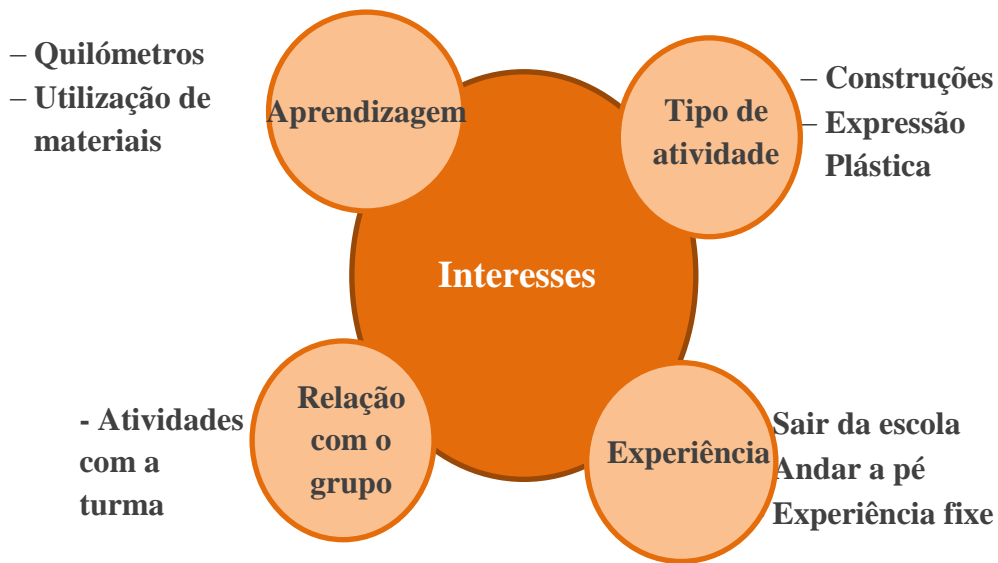 – Quilómetros
– Utilização de
materiais
Aprendizagem
Tipo de
atividade
– Construções
– Expressão
Plástica
Interesses
- Atividades
com a
turma
Relação
com o
grupo
Experiência
Sair da escola
Andar a pé
Experiência fixe